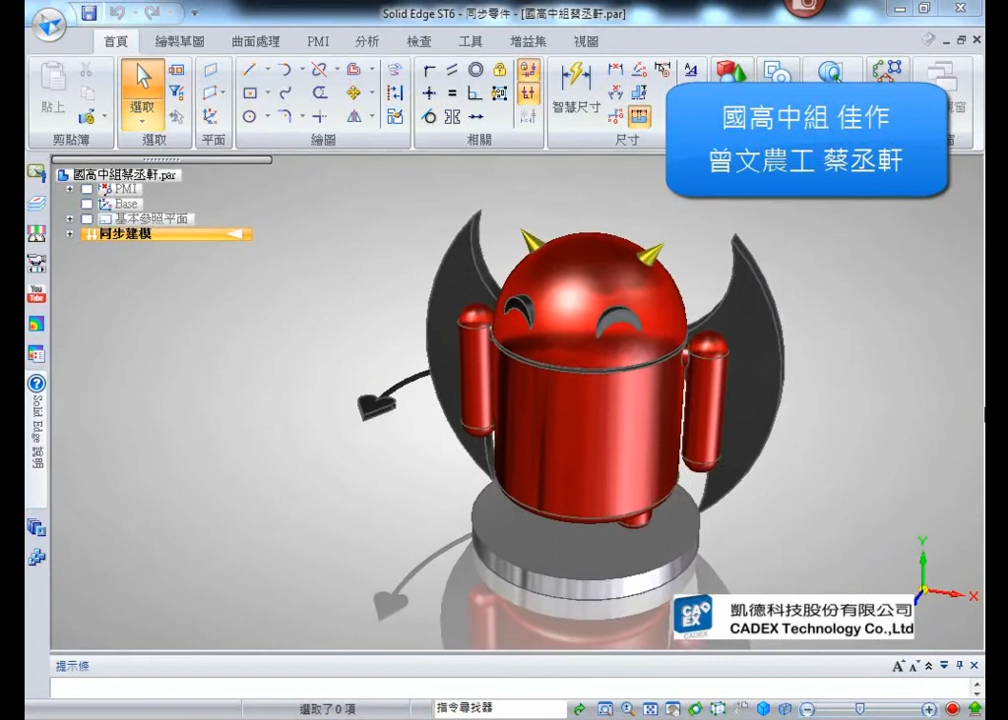 Solid Edge ST6 - 同步零件 - [國高中組蔡丞軒.par]
首頁 繪製草圖 曲面處理 PMI 分析 檢查 工具 增益集 視圖
貼上
選取
智慧尺寸
剪貼簿 選取 平面 繪圖 相關 尺寸
國高中組 佳作
曾文農工 蔡丞軒
國高中組蔡丞軒.par
PMI
Base
基本參照平面
同步建模
You
Tube
Solid Edge 說明
Y
X
CAD
EX
CADEX
凱德科技股份有限公司
CADEX Technology Co.,Ltd
提示條
選取了 0 項
指令尋找器